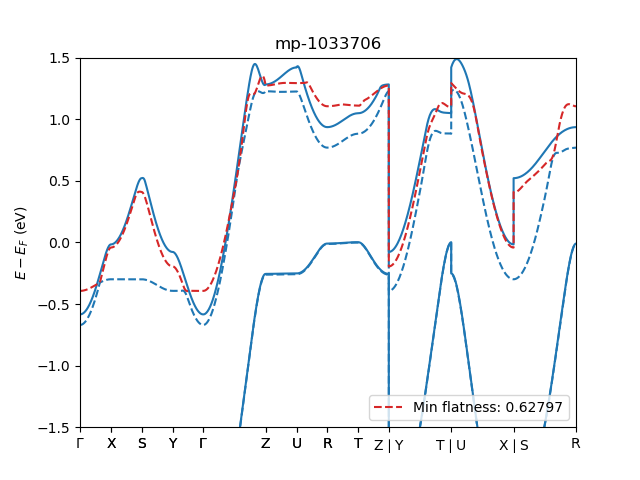 mp-1033706
E − E_F (eV)
1.5
1.0
0.5
0.0
−0.5
−1.0
−1.5
Min flatness: 0.62797
Γ X S Y Γ Z U R T Z | Y T | U X | S R